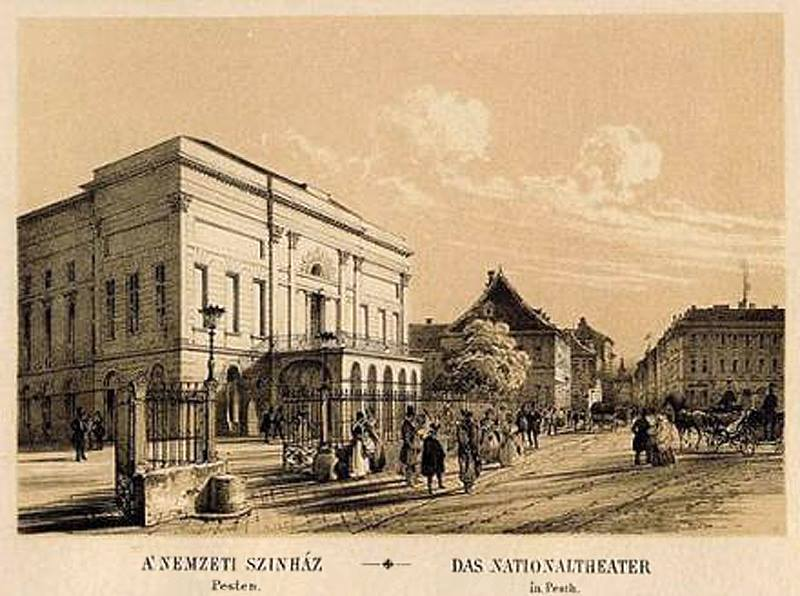 A' NEMZETI SZINHÁZ —✦— DAS NATIONALTHEATER
Pesten. in Pesth.